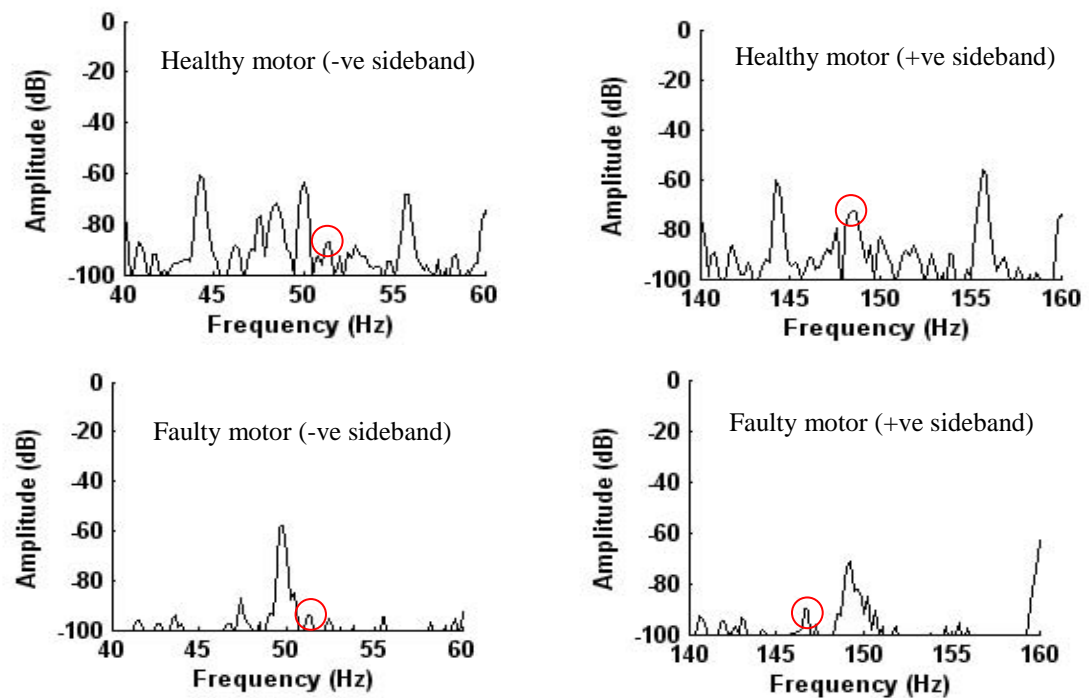 0
-20
-40
-60
-80
-100
Amplitude (dB)
Healthy motor (-ve sideband)
40 45 50 55 60
Frequency (Hz)
0
-20
-40
-60
-80
-100
Amplitude (dB)
Healthy motor (+ve sideband)
140 145 150 155 160
Frequency (Hz)
0
-20
-40
-60
-80
-100
Amplitude (dB)
Faulty motor (-ve sideband)
40 45 50 55 60
Frequency (Hz)
0
-20
-40
-60
-80
-100
Amplitude (dB)
Faulty motor (+ve sideband)
140 145 150 155 160
Frequency (Hz)